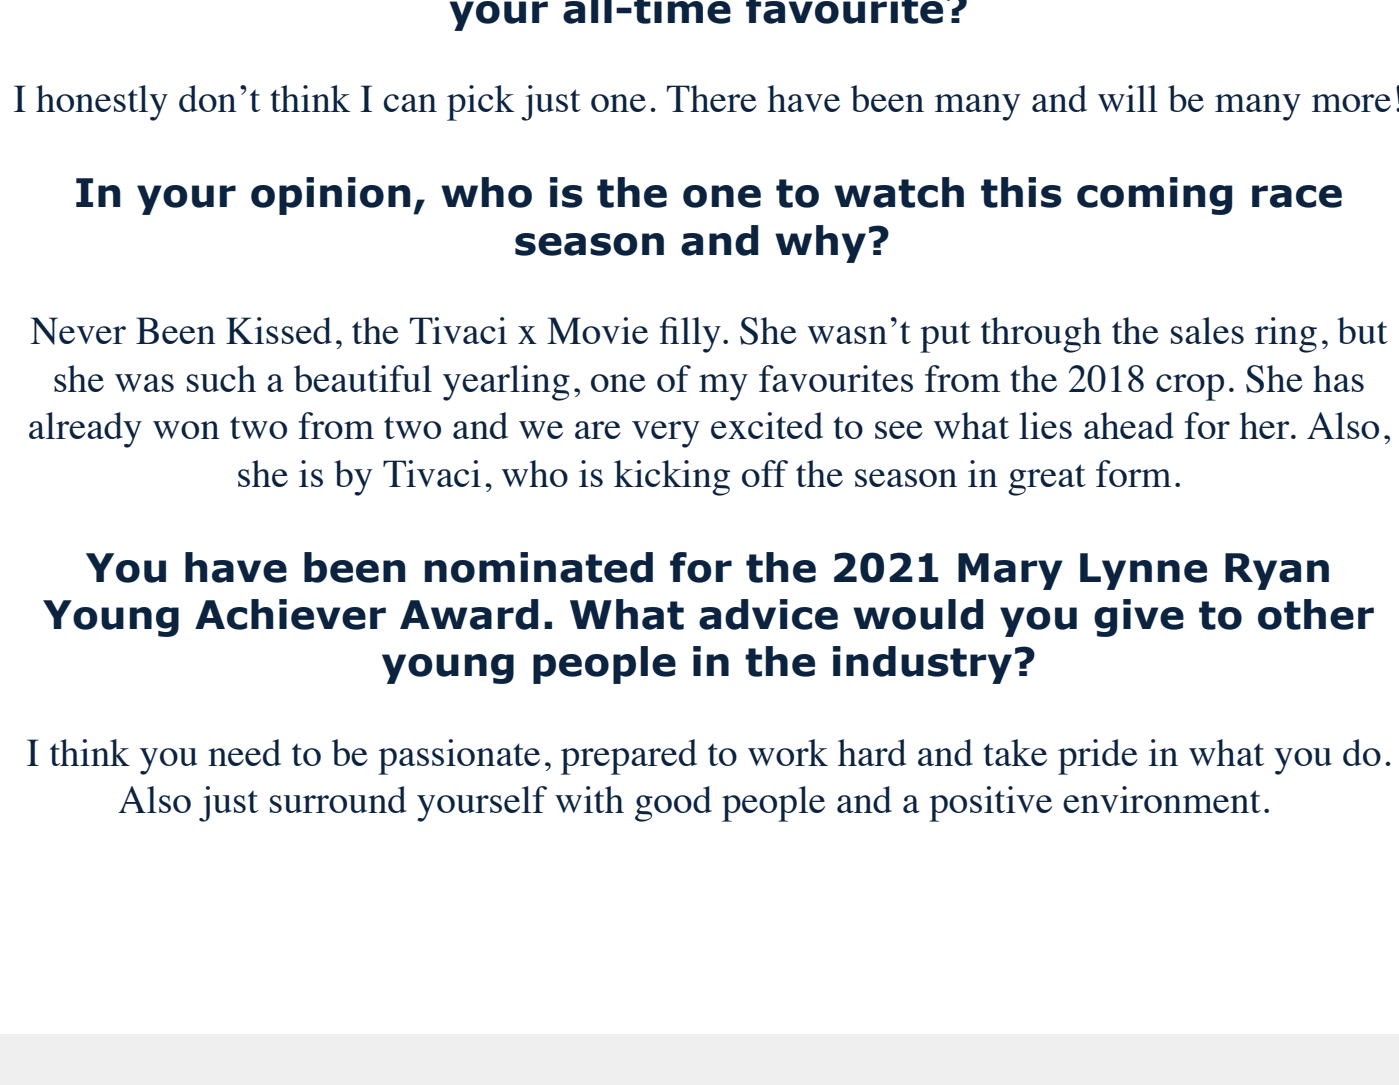 your all-time favourite?
I honestly don’t think I can pick just one. There have been many and will be many more!
In your opinion, who is the one to watch this coming race
season and why?
Never Been Kissed, the Tivaci x Movie filly. She wasn’t put through the sales ring, but
she was such a beautiful yearling, one of my favourites from the 2018 crop. She has
already won two from two and we are very excited to see what lies ahead for her. Also,
she is by Tivaci, who is kicking off the season in great form.
You have been nominated for the 2021 Mary Lynne Ryan
Young Achiever Award. What advice would you give to other
young people in the industry?
I think you need to be passionate, prepared to work hard and take pride in what you do.
Also just surround yourself with good people and a positive environment.